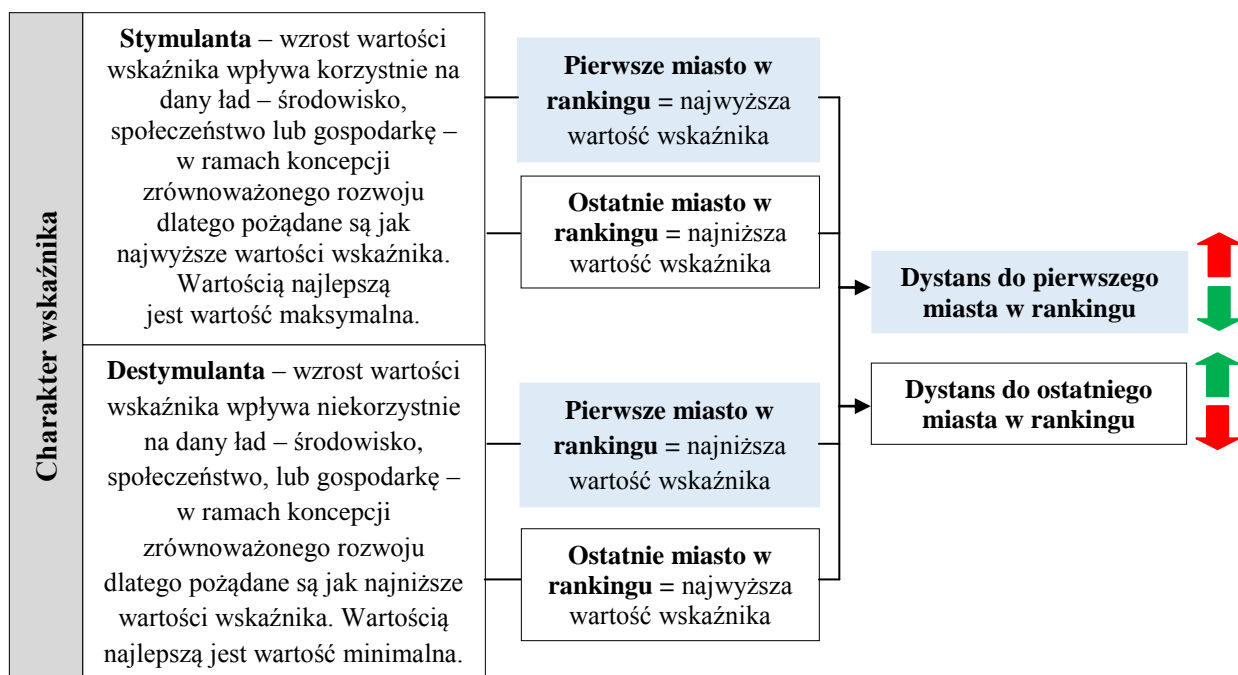 Charakter wskaźnika
Stymulanta – wzrost wartości
wskaźnika wpływa korzystnie na
dany ład – środowisko,
społeczeństwo lub gospodarkę –
w ramach koncepcji
zrównoważonego rozwoju
dlatego pożądane są jak
najwyższe wartości wskaźnika.
Wartością najlepszą
jest wartość maksymalna.
Pierwsze miasto w
rankingu = najwyższa
wartość wskaźnika
Ostatnie miasto w
rankingu = najniższa
wartość wskaźnika
Destymulanta – wzrost wartości
wskaźnika wpływa niekorzystnie
na dany ład – środowisko,
społeczeństwo, lub gospodarkę –
w ramach koncepcji
zrównoważonego rozwoju
dlatego pożądane są jak najniższe
wartości wskaźnika. Wartością
najlepszą jest wartość minimalna.
Pierwsze miasto w
rankingu = najniższa
wartość wskaźnika
Ostatnie miasto w
rankingu = najwyższa
wartość wskaźnika
Dystans do pierwszego
miasta w rankingu
Dystans do ostatniego
miasta w rankingu